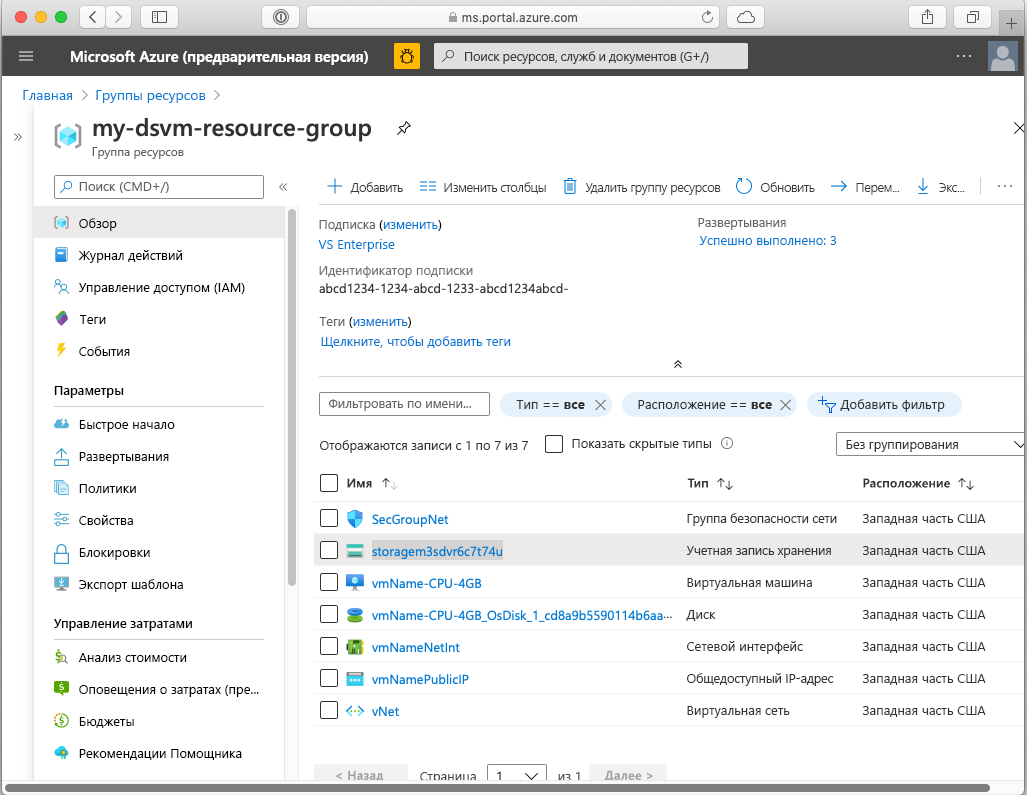 ms.portal.azure.com
Microsoft Azure (предварительная версия)
Поиск ресурсов, служб и документов (G+/)
Главная > Группы ресурсов >
my-dsvm-resource-group
Группа ресурсов
Поиск (CMD+/)
Обзор
Журнал действий
Управление доступом (IAM)
Теги
События
Параметры
Быстрое начало
Развертывания
Политики
Свойства
Блокировки
Экспорт шаблона
Управление затратами
Анализ стоимости
Оповещения о затратах (пре...
Бюджеты
Рекомендации Помощника
Добавить Изменить столбцы Удалить группу ресурсов Обновить Перем... Экс... ...
Подписка (изменить)
VS Enterprise
Развертывания
Успешно выполнено: 3
Идентификатор подписки
abcd1234-1234-abcd-1233-abcd1234abcd-
Теги (изменить)
Щелкните, чтобы добавить теги
Фильтровать по имени... Тип == все Расположение == все Добавить фильтр
Отображаются записи с 1 по 7 из 7 Показать скрытые типы Без группирования
Имя Тип Расположение
SecGroupNet Группа безопасности сети Западная часть США
storagem3sdvr6c7t74u Учетная запись хранения Западная часть США
vmName-CPU-4GB Виртуальная машина Западная часть США
vmName-CPU-4GB_OsDisk_1_cd8a9b5590114b6aa... Диск Западная часть США
vmNameNetInt Сетевой интерфейс Западная часть США
vmNamePublicIP Общедоступный IP-адрес Западная часть США
vNet Виртуальная сеть Западная часть США
< Назад Страница 1 из 1 Далее >